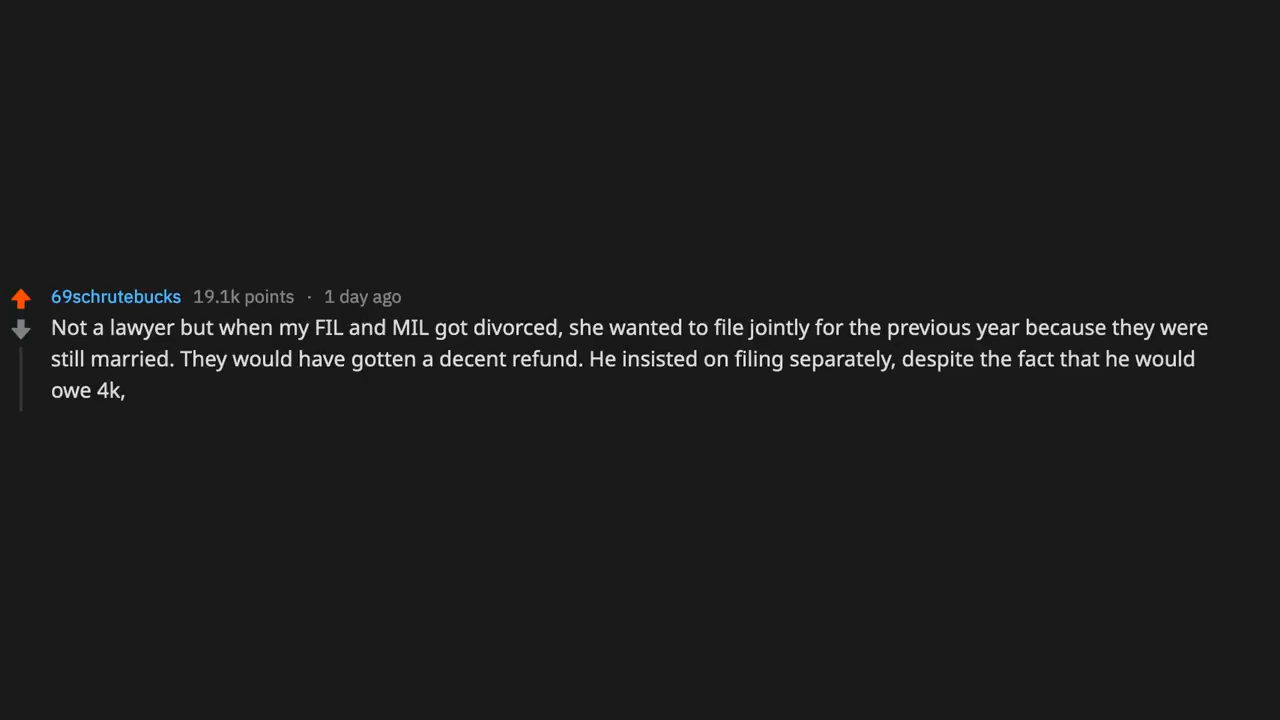 69schrutebucks 19.1k points · 1 day ago
Not a lawyer but when my FIL and MIL got divorced, she wanted to file jointly for the previous year because they were
still married. They would have gotten a decent refund. He insisted on filing separately, despite the fact that he would
owe 4k,